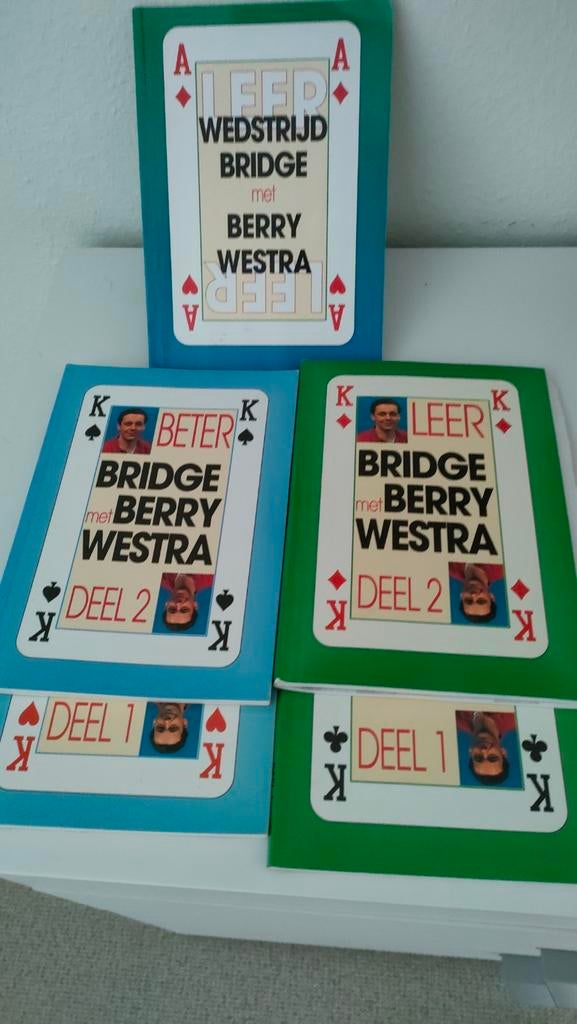 A A
LEER
WEDSTRIJD
BRIDGE
met
BERRY
WESTRA
LEER
A A
K K
BETER
BRIDGE
met BERRY
WESTRA
DEEL 2
K K
K K
LEER
BRIDGE
met BERRY
WESTRA
DEEL 2
K K
DEEL 1
K K
DEEL 1
K K